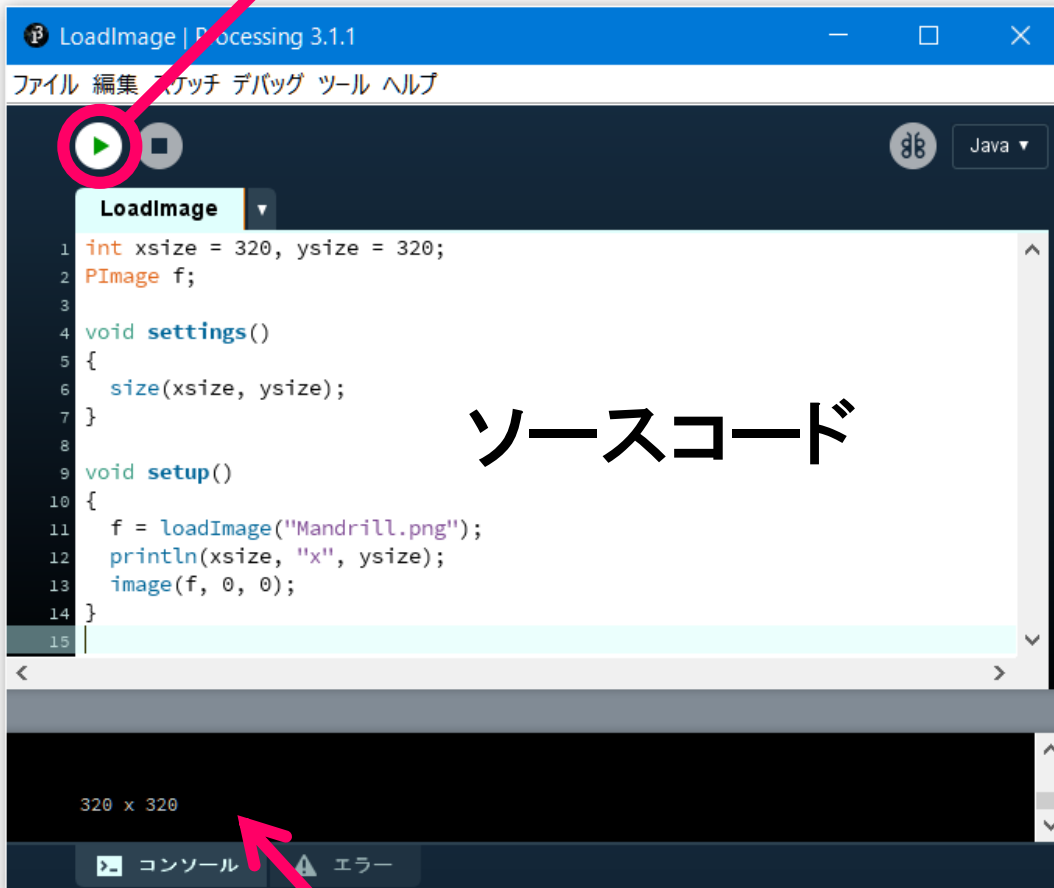 LoadImage | Processing 3.1.1
ファイル 編集 スケッチ デバッグ ツール ヘルプ
Java ▼
LoadImage ▼
1 int xsize = 320, ysize = 320;
2 PImage f;
3
4 void settings()
5 {
6   size(xsize, ysize);
7 }
8
ソースコード
9 void setup()
10 {
11   f = loadImage("Mandrill.png");
12   println(xsize, "x", ysize);
13   image(f, 0, 0);
14 }
15
320 x 320
コンソール エラー